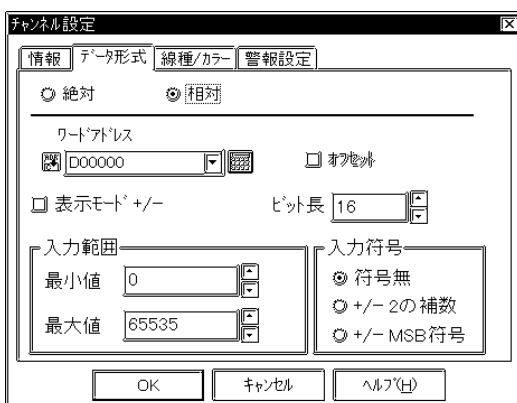 チャンネル設定
情報 データ形式 線種/カラー 警報設定
絶対 相対
ワードアドレス
D00000 オフセット
表示モード +/- ビット長 16
入力範囲 入力符号
最小値 0 符号無
+/- 2の補数
最大値 65535
+/- MSB符号
OK キャンセル ヘルプ(H)